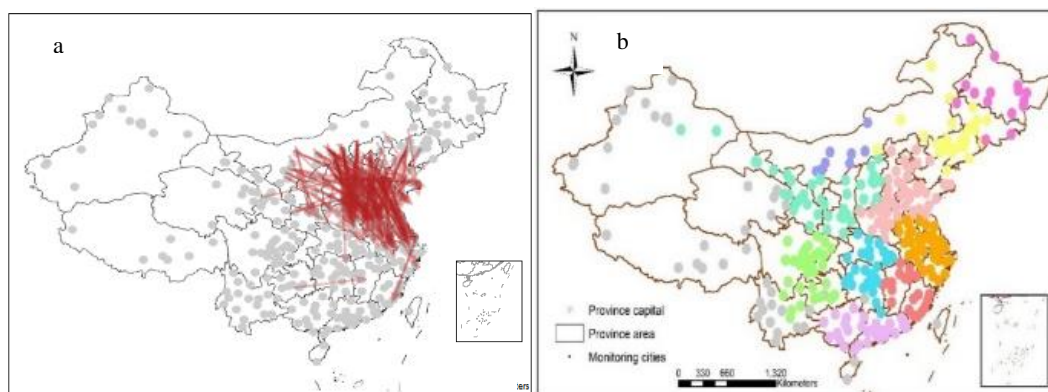 a
b
N
Province capital
Province area
Monitoring cities
0 330 660 1,320
Kilometers